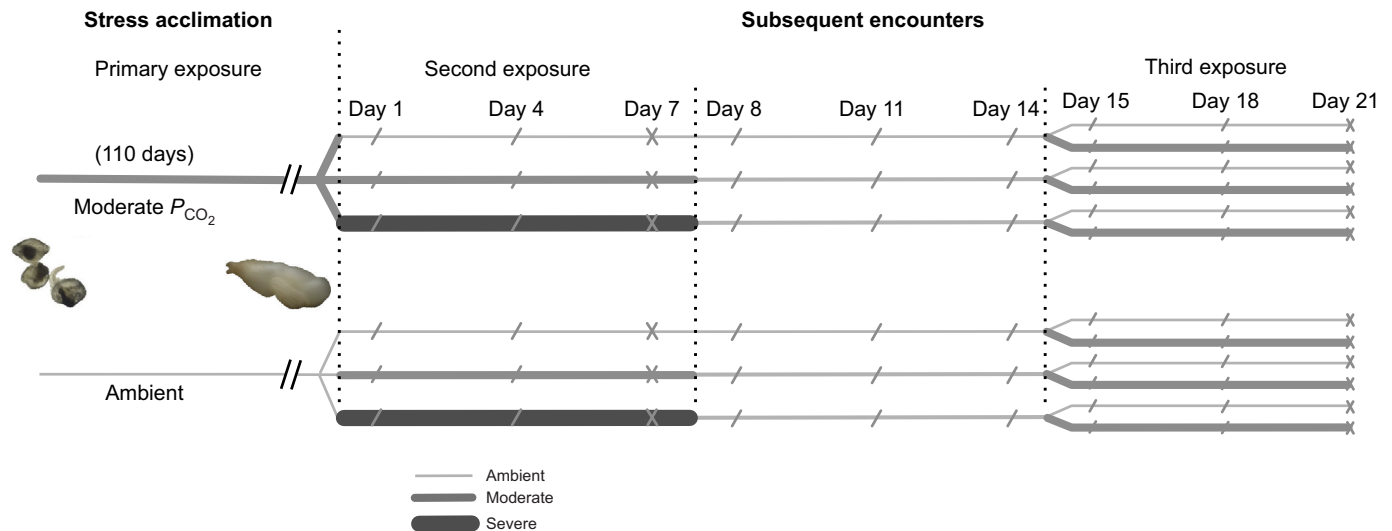 Stress acclimation
Subsequent encounters
Primary exposure
Second exposure
Third exposure
Day 1
Day 4
Day 7
Day 8
Day 11
Day 14
Day 15
Day 18
Day 21
(110 days)
Moderate PCO2
Ambient
Ambient
Moderate
Severe